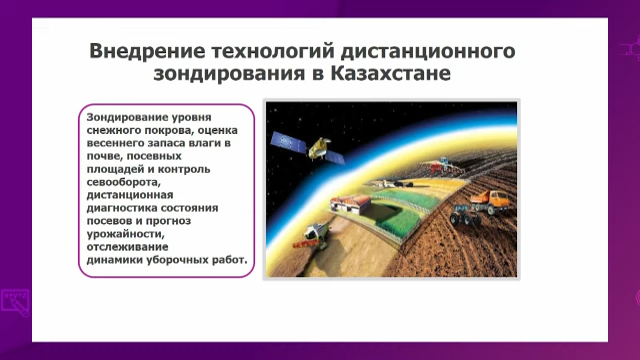 Внедрение технологий дистанционного
зондирования в Казахстане
Зондирование уровня
снежного покрова, оценка
весеннего запаса влаги в
почве, посевных
площадей и контроль
севооборота,
дистанционная
диагностика состояния
посевов и прогноз
урожайности,
отслеживание
динамики уборочных работ.